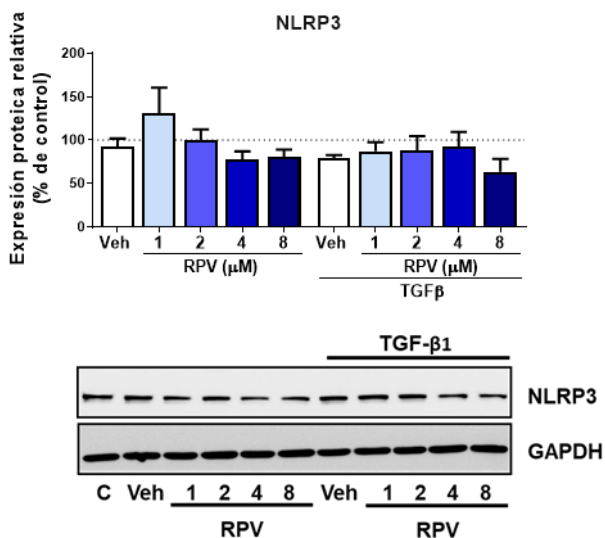 NLRP3
Expresión proteica relativa
(% de control)
200
150
100
50
0
Veh 1 2 4 8 Veh 1 2 4 8
RPV (μM) RPV (μM)
TGFβ
TGF-β1
NLRP3
GAPDH
C Veh 1 2 4 8 Veh 1 2 4 8
RPV RPV